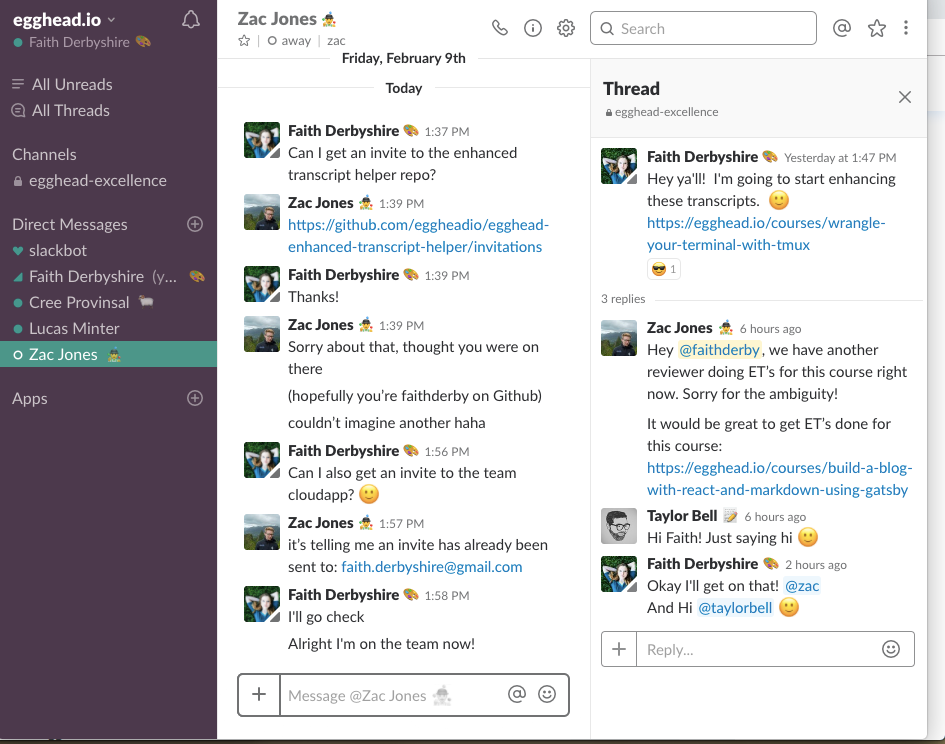 egghead.io
Faith Derbyshire
All Unreads
All Threads
Channels
egghead-excellence
Direct Messages
slackbot
Faith Derbyshire (y...
Cree Provinsal
Lucas Minter
Zac Jones
Apps
Zac Jones
away | zac
Search
Friday, February 9th
Today
Faith Derbyshire 1:37 PM
Can I get an invite to the enhanced
transcript helper repo?
Zac Jones 1:39 PM
https://github.com/eggheadio/egghead-
enhanced-transcript-helper/invitations
Faith Derbyshire 1:39 PM
Thanks!
Zac Jones 1:39 PM
Sorry about that, thought you were on
there
(hopefully you’re faithderby on Github)
couldn’t imagine another haha
Faith Derbyshire 1:56 PM
Can I also get an invite to the team
cloudapp? 🙂
Zac Jones 1:57 PM
it’s telling me an invite has already been
sent to: faith.derbyshire@gmail.com
Faith Derbyshire 1:58 PM
I'll go check
Alright I'm on the team now!
Message @Zac Jones
Thread
egghead-excellence
Faith Derbyshire Yesterday at 1:47 PM
Hey ya'll! I'm going to start enhancing
these transcripts. 🙂
https://egghead.io/courses/wrangle-
your-terminal-with-tmux
😎 1
3 replies
Zac Jones 6 hours ago
Hey @faithderby, we have another
reviewer doing ET’s for this course right
now. Sorry for the ambiguity!
It would be great to get ET’s done for
this course:
https://egghead.io/courses/build-a-blog-
with-react-and-markdown-using-gatsby
Taylor Bell 6 hours ago
Hi Faith! Just saying hi 🙂
Faith Derbyshire 2 hours ago
Okay I'll get on that! @zac
And Hi @taylorbell 🙂
Reply...